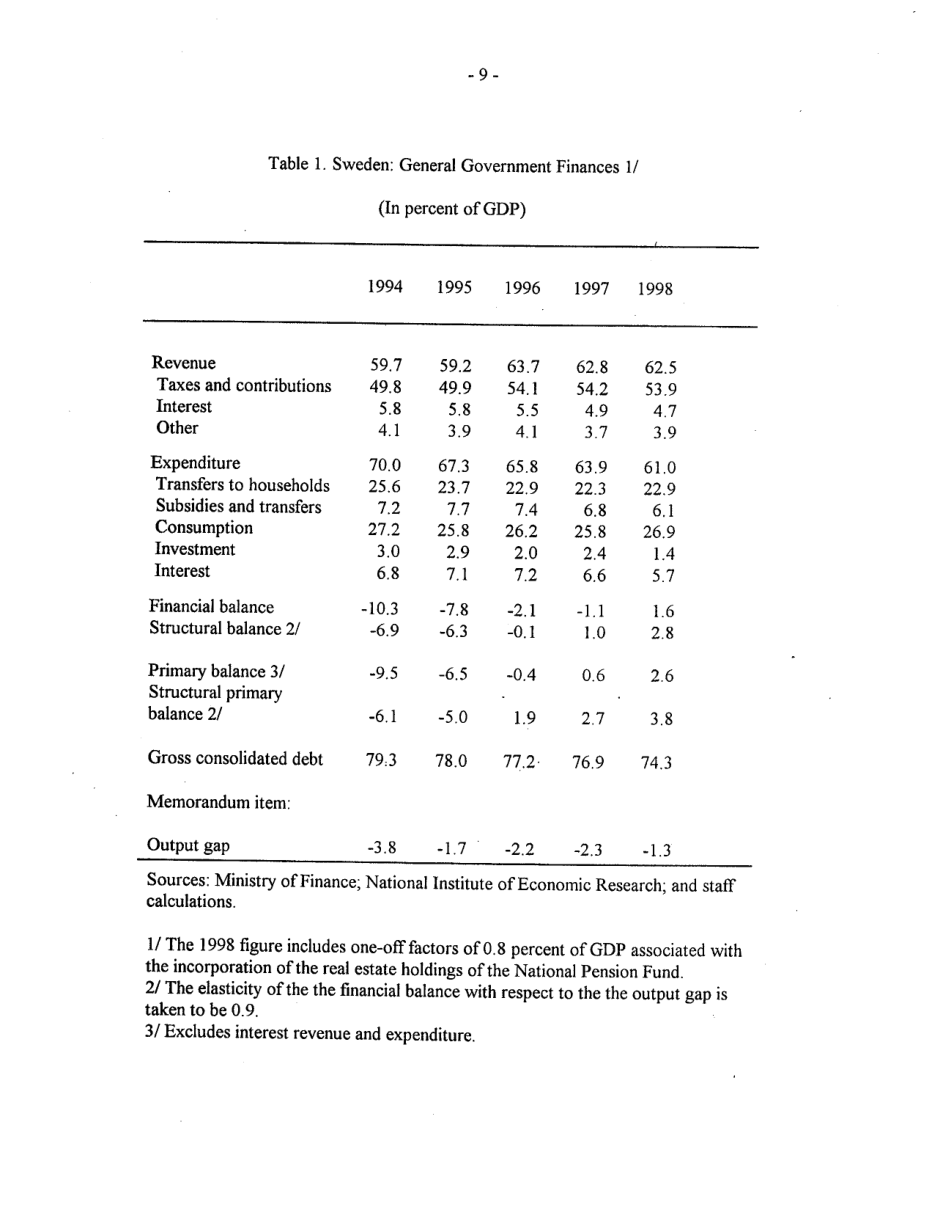 - 9 -
Table 1. Sweden: General Government Finances 1/
(In percent of GDP)
1994 1995 1996 1997 1998
Revenue 59.7 59.2 63.7 62.8 62.5
Taxes and contributions 49.8 49.9 54.1 54.2 53.9
Interest 5.8 5.8 5.5 4.9 4.7
Other 4.1 3.9 4.1 3.7 3.9
Expenditure 70.0 67.3 65.8 63.9 61.0
Transfers to households 25.6 23.7 22.9 22.3 22.9
Subsidies and transfers 7.2 7.7 7.4 6.8 6.1
Consumption 27.2 25.8 26.2 25.8 26.9
Investment 3.0 2.9 2.0 2.4 1.4
Interest 6.8 7.1 7.2 6.6 5.7
Financial balance -10.3 -7.8 -2.1 -1.1 1.6
Structural balance 2/ -6.9 -6.3 -0.1 1.0 2.8
Primary balance 3/ -9.5 -6.5 -0.4 0.6 2.6
Structural primary
balance 2/ -6.1 -5.0 1.9 2.7 3.8
Gross consolidated debt 79.3 78.0 77.2 76.9 74.3
Memorandum item:
Output gap -3.8 -1.7 -2.2 -2.3 -1.3
Sources: Ministry of Finance; National Institute of Economic Research; and staff
calculations.
1/ The 1998 figure includes one-off factors of 0.8 percent of GDP associated with
the incorporation of the real estate holdings of the National Pension Fund.
2/ The elasticity of the the financial balance with respect to the the output gap is
taken to be 0.9.
3/ Excludes interest revenue and expenditure.